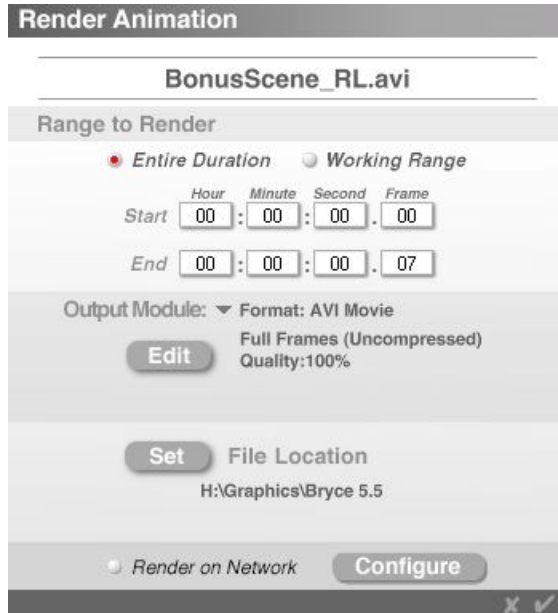 Render Animation
BonusScene_RL.avi
Range to Render
Entire Duration Working Range
Hour Minute Second Frame
Start 00 : 00 : 00 . 00
End 00 : 00 : 00 . 07
Output Module: Format: AVI Movie
Full Frames (Uncompressed)
Edit Quality:100%
Set File Location
H:\Graphics\Bryce 5.5
Render on Network Configure